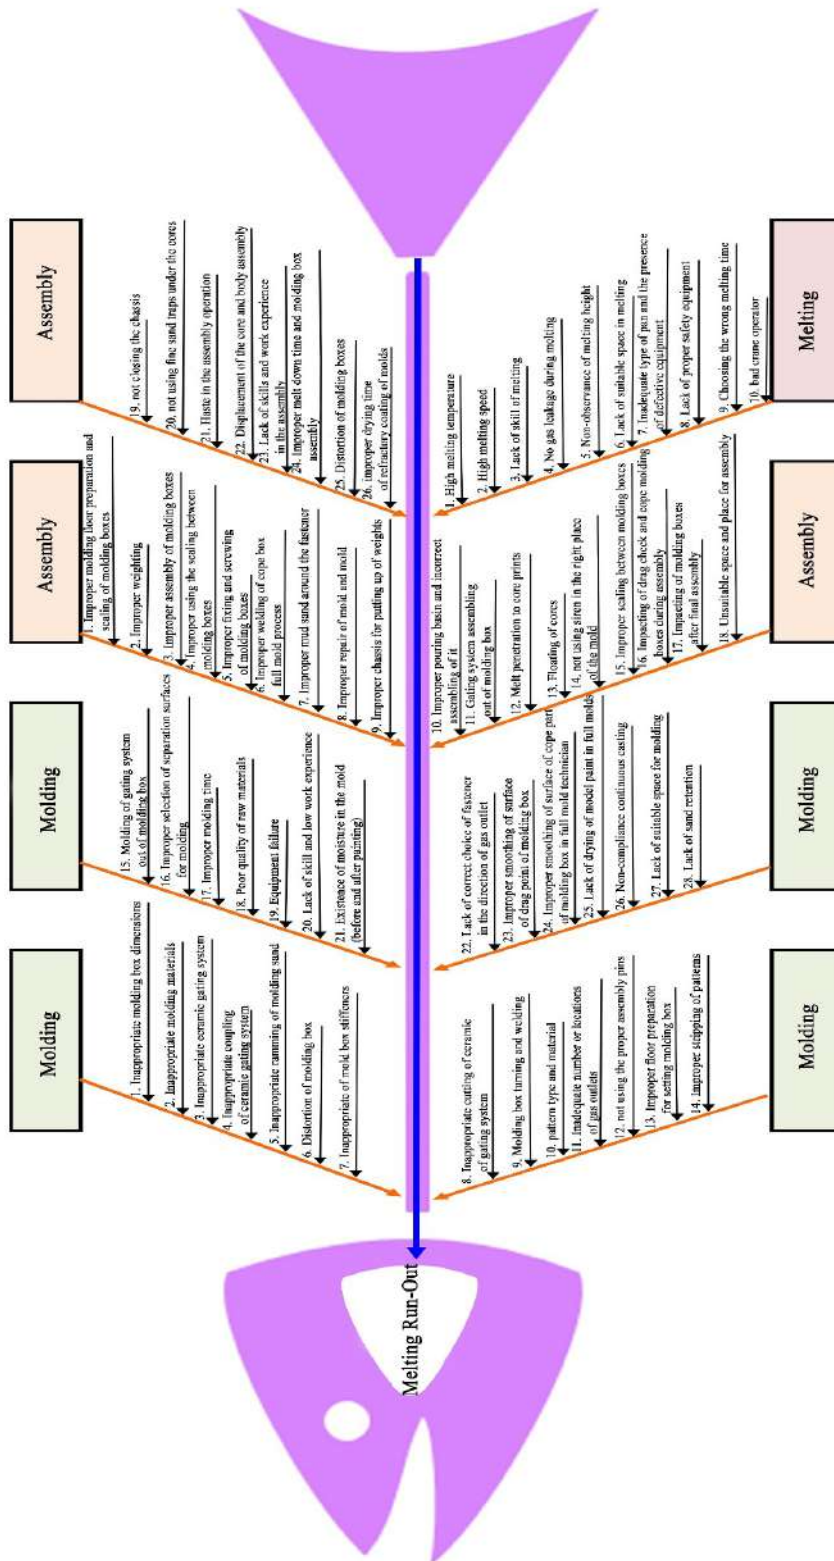 Assembly
19. not closing the chassis
20. not using fine sand traps under the cores
21. Haste in the assembly operation
22. Displacement of the core and body assembly
23. Lack of skills and work experience
in the assembly
24. Improper melt down time and molding box
assembly
25. Distortion of molding boxes
26. improper drying time
of refractory coating of molds
Assembly
1. Improper molding floor preparation and
scaling of molding boxes
2. Improper weighting
3. Improper assembly of molding boxes
4. Improper using the scaling between
molding boxes
5. Improper fixing and screwing
of molding boxes
6. Improper welding of cope box
full mold process
7. Improper mud sand around the fastener
8. Improper repair of mold and mold
9. Improper chassis for putting up of weights
Molding
15. Molding of gating system
out of molding box
16. Improper selection of separation surfaces
for molding
17. Improper molding time
18. Poor quality of raw materials
19. Equipment failure
20. Lack of skill and low work experience
21. Existence of moisture in the mold
(before and after painting)
Molding
1. Inappropriate molding box dimensions
2. Inappropriate molding materials
3. Inappropriate ceramic gating system
4. Inappropriate coupling
of ceramic gating system
5. Inappropriate ramming of molding sand
6. Distortion of molding box
7. Inappropriate of mold box stiffeners
Melting Run-Out
1. High melting temperature
2. High melting speed
3. Lack of skill of melting
4. No gas leakage during melting
5. Non-observance of melting height
6. Lack of suitable space in melting
7. Inadequate type of pan and the presence
of defective equipment
8. Lack of proper safety equipment
9. Choosing the wrong melting time
10. bad crane operator
Melting
10. Improper pouring basin and incorrect
assembling of it
11. Gating system assembling
out of molding box
12. Melt penetration to core prints
13. Floating of cores
14. not using siren in the right place
of the mold
15. Improper scaling between molding boxes
16. Impacting of drag cheek and cope molding
boxes during assembly
17. Impacting of molding boxes
after final assembly
18. Unsuitable space and place for assembly
Assembly
22. Lack of correct choice of fastener
in the direction of gas outlet
23. Improper smoothing of surface
of drag point of molding box
24. Improper smoothing of surface of cope part
of molding box in full mold technician
25. Lack of drying of model paint in full molds
26. Non-compliance continuous casting
27. Lack of suitable space for molding
28. Lack of sand retention
Molding
8. Inappropriate cutting of ceramic
of gating system
9. Molding box turning and welding
10. pattern type and material
11. Inadequate number or locations
of gas outlets
12. not using the proper assembly pins
13. Improper floor preparation
for setting molding box
14. Improper stripping of patterns
Molding